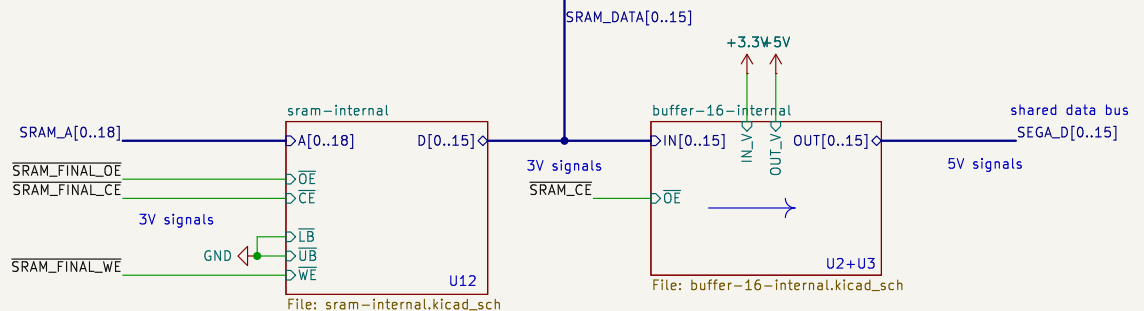 SRAM_DATA[0..15]
+3.3V
+5V
sram-internal
buffer-16-internal
shared data bus
SRAM_A[0..18]
A[0..18]
D[0..15]
IN[0..15]
IN_V
OUT_V
OUT[0..15]
SEGA_D[0..15]
3V signals
5V signals
SRAM_FINAL_OE
OE
SRAM_FINAL_CE
CE
SRAM_CE
OE
3V signals
LB
GND
UB
SRAM_FINAL_WE
WE
U12
U2+U3
File: sram-internal.kicad_sch
File: buffer-16-internal.kicad_sch